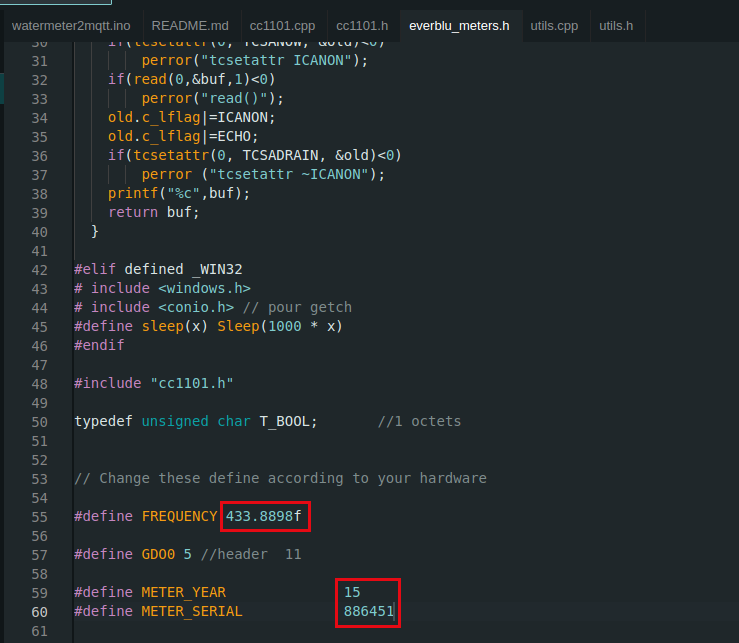 watermeter2mqtt.ino README.md cc1101.cpp cc1101.h everblu_meters.h utils.cpp utils.h
30 if(tcsetattr(0, TCSANOW, &old)<0)
31 perror("tcsetattr ICANON");
32 if(read(0,&buf,1)<0)
33 perror("read()");
34 old.c_lflag|=ICANON;
35 old.c_lflag|=ECHO;
36 if(tcsetattr(0, TCSADRAIN, &old)<0)
37 perror ("tcsetattr ~ICANON");
38 printf("%c",buf);
39 return buf;
40 }
41
42 #elif defined _WIN32
43 # include <windows.h>
44 # include <conio.h> // pour getch
45 #define sleep(x) Sleep(1000 * x)
46 #endif
47
48 #include "cc1101.h"
49
50 typedef unsigned char T_BOOL; //1 octets
51
52
53 // Change these define according to your hardware
54
55 #define FREQUENCY 433.8898f
56
57 #define GDO0 5 //header 11
58
59 #define METER_YEAR 15
60 #define METER_SERIAL 886451
61